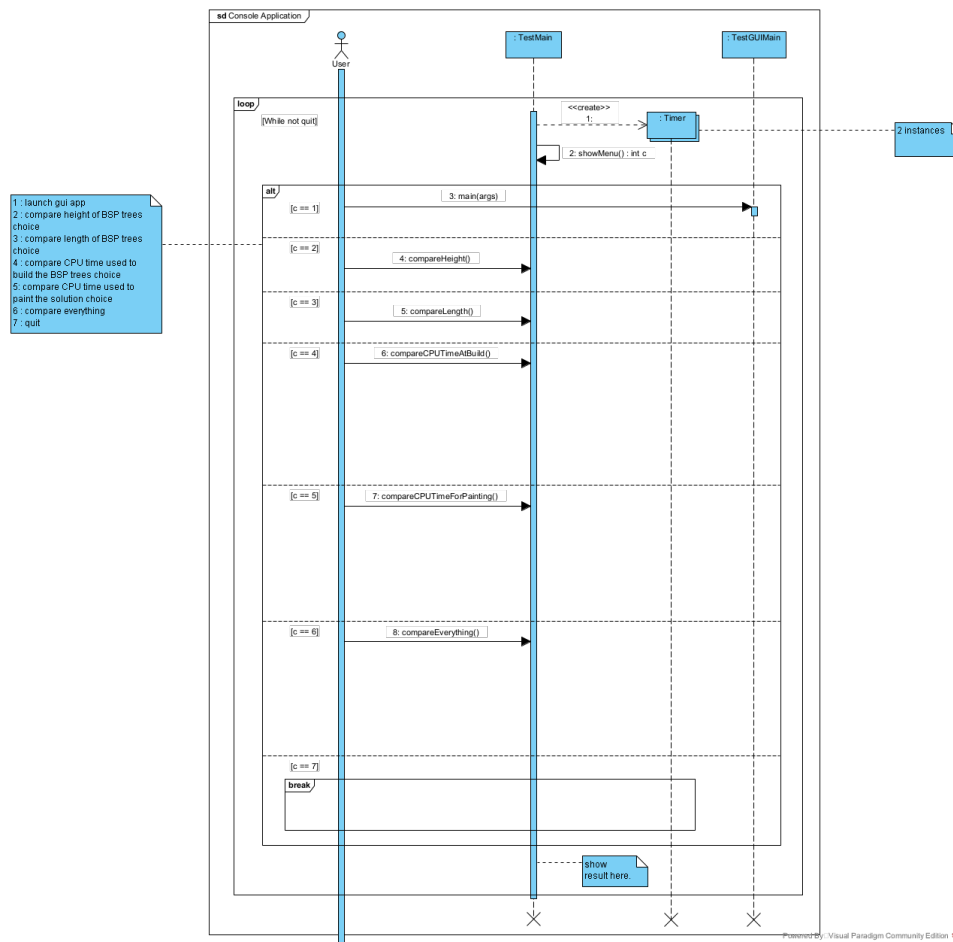 sd Console Application
User
: TestMain
: TestGUIMain
loop
[While not quit]
<<create>>
1:
: Timer
2 instances
2: showMenu() : int c
alt
[c == 1]
3: main(args)
1 : launch gui app
2 : compare height of BSP trees
choice
3 : compare length of BSP trees
choice
4 : compare CPU time used to
build the BSP trees choice
5: compare CPU time used to
paint the solution choice
6 : compare everything
7 : quit
[c == 2]
4: compareHeight()
[c == 3]
5: compareLength()
[c == 4]
6: compareCPUTimeAtBuild()
[c == 5]
7: compareCPUTimeForPainting()
[c == 6]
8: compareEverything()
[c == 7]
break
show
result here.
Powered By: Visual Paradigm Community Edition